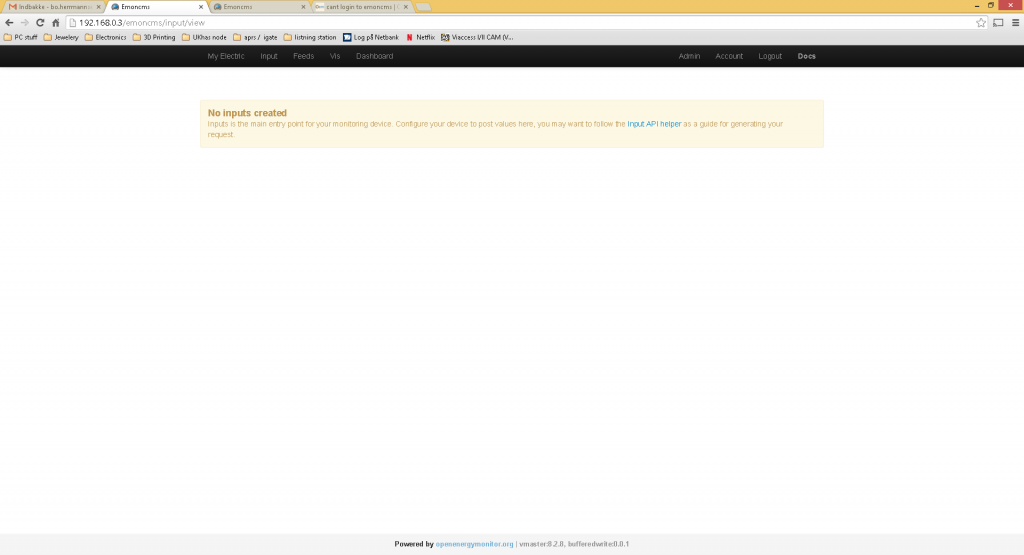 Indbakke - bo.herrmanns
Emoncms
Emoncms
cant login to emoncms |
192.168.0.3/emoncms/input/view
PC stuff Jewelery Electronics 3D Printing UKhas node aprs / igate listning station Log på Netbank Netflix Viaccess I/II CAM (V...
My Electric Input Feeds Vis Dashboard Admin Account Logout Docs
No inputs created
Inputs is the main entry point for your monitoring device. Configure your device to post values here, you may want to follow the Input API helper as a guide for generating your
request.
Powered by openenergymonitor.org | vmaster:8.2.8, bufferedwrite:0.0.1